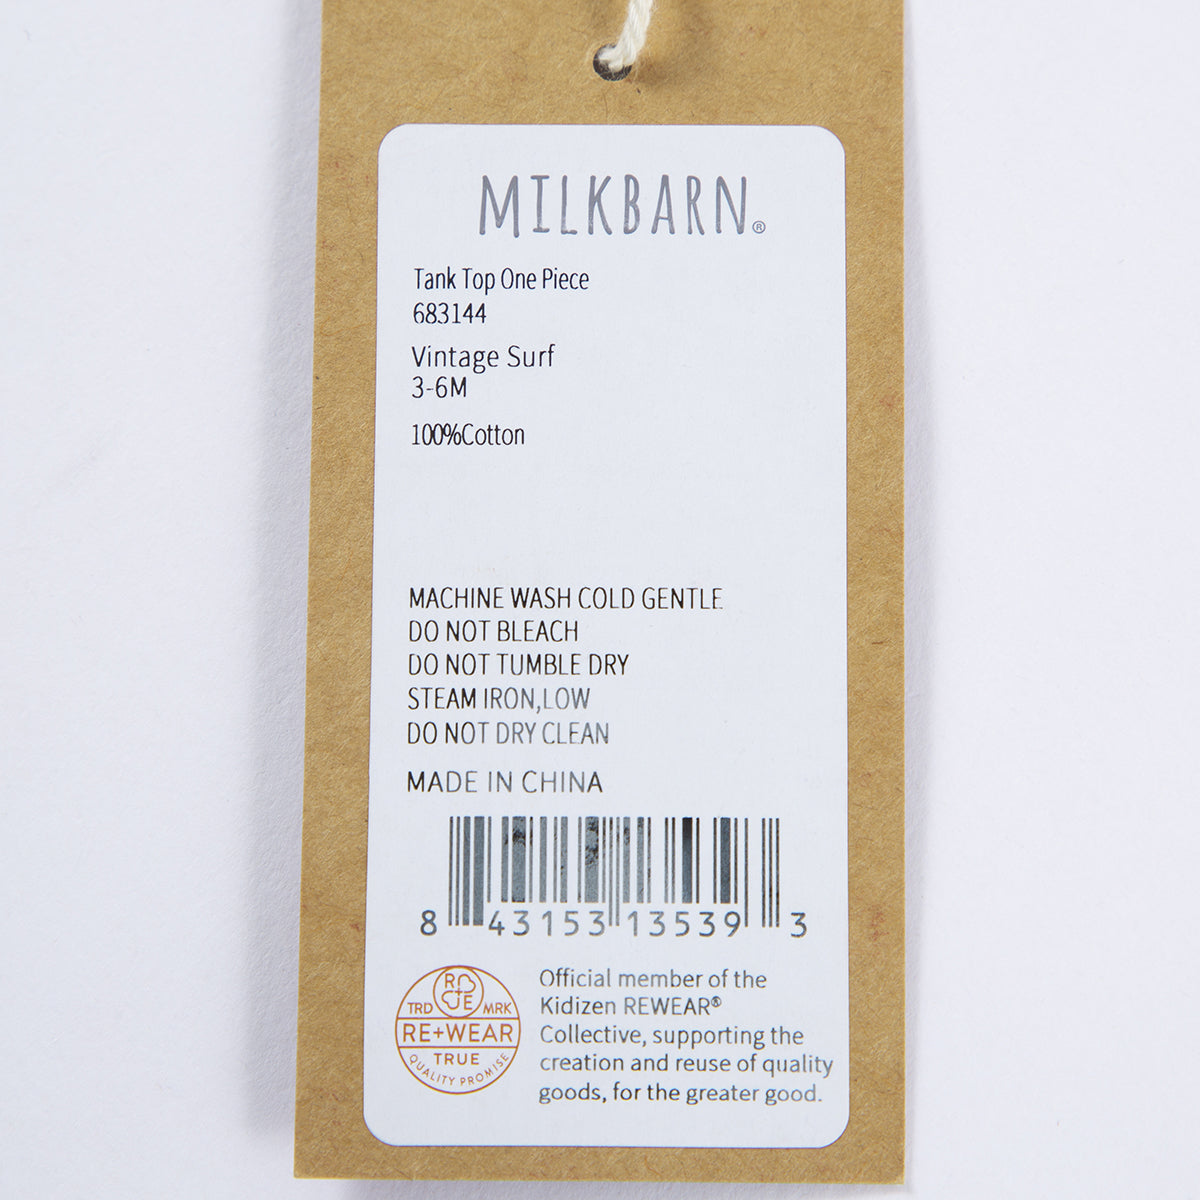 MILKBARN®
Tank Top One Piece
683144
Vintage Surf
3-6M
100%Cotton
MACHINE WASH COLD GENTLE
DO NOT BLEACH
DO NOT TUMBLE DRY
STEAM IRON,LOW
DO NOT DRY CLEAN
MADE IN CHINA
8 43153 13539 3
TRD MRK
RE+WEAR
TRUE
QUALITY PROMISE
Official member of the
Kidizen REWEAR®
Collective, supporting the
creation and reuse of quality
goods, for the greater good.